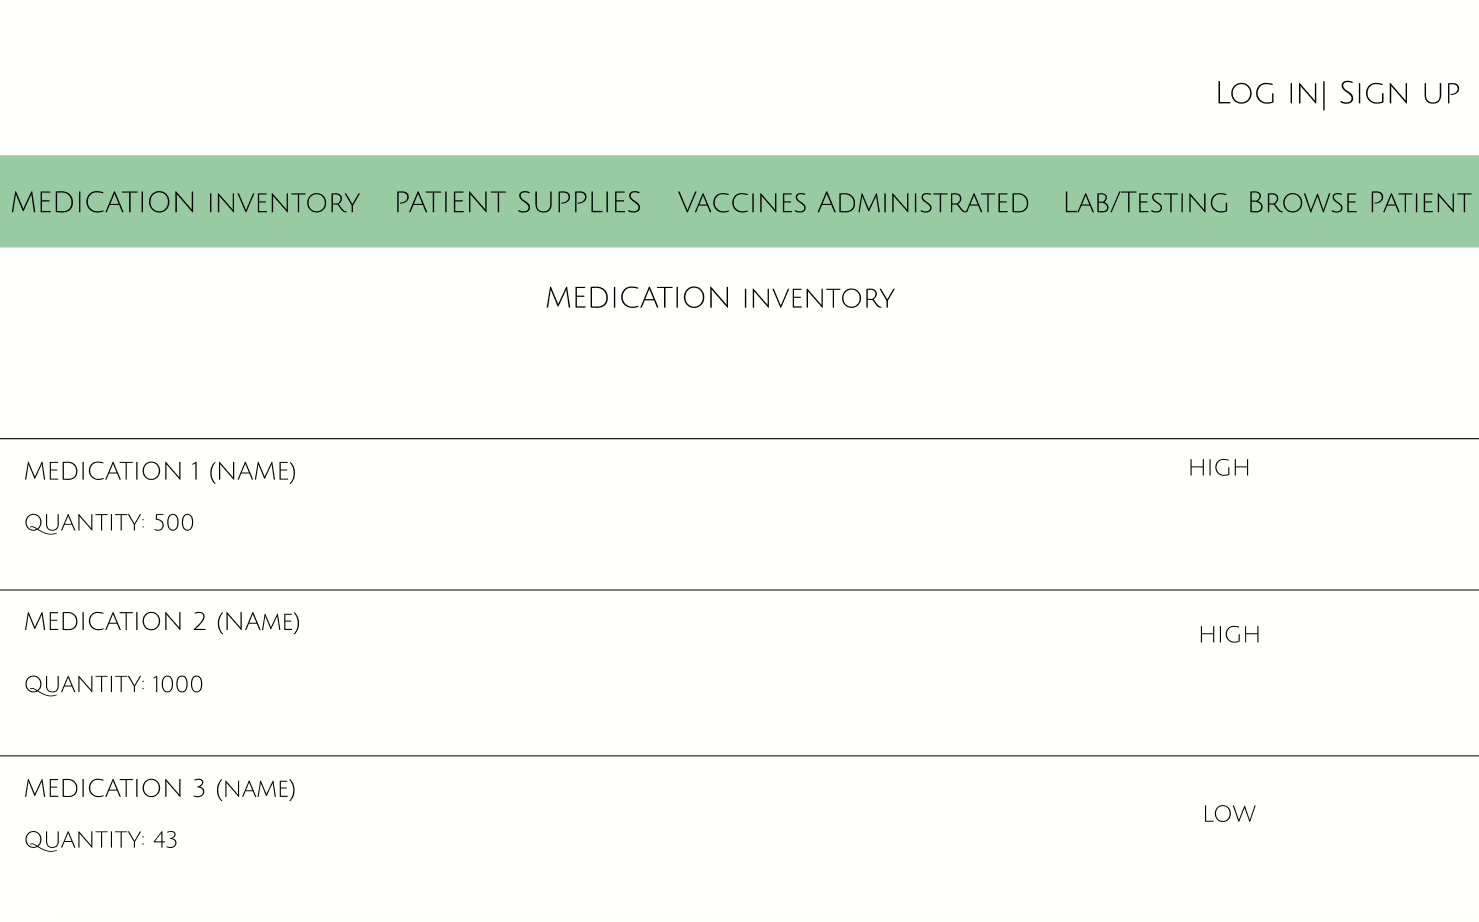 Log in| Sign up
MEDICATION INVENTORY PATIENT SUPPLIES Vaccines Administrated Lab/Testing Browse Patient
MEDICATION INVENTORY
MEDICATION 1 (NAME)
HIGH
QUANTITY: 500
MEDICATION 2 (NAME)
HIGH
QUANTITY: 1000
MEDICATION 3 (NAME)
LOW
QUANTITY: 43